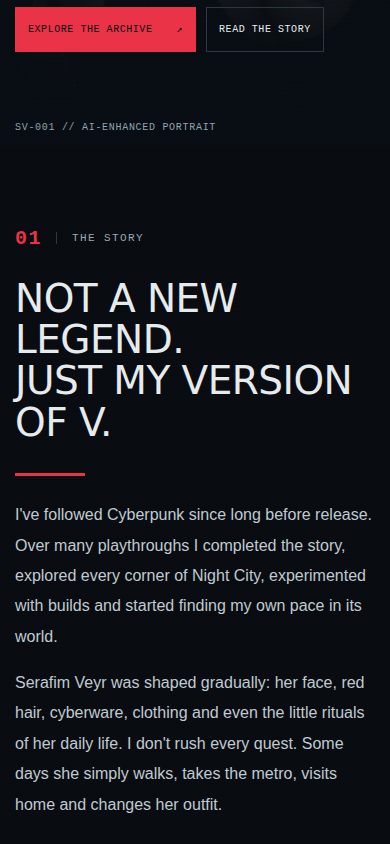 EXPLORE THE ARCHIVE ↗
READ THE STORY
SV-001 // AI-ENHANCED PORTRAIT
01 | THE STORY
NOT A NEW
LEGEND.
JUST MY VERSION
OF V.
I've followed Cyberpunk since long before release.
Over many playthroughs I completed the story,
explored every corner of Night City, experimented
with builds and started finding my own pace in its
world.
Serafim Veyr was shaped gradually: her face, red
hair, cyberware, clothing and even the little rituals
of her daily life. I don't rush every quest. Some
days she simply walks, takes the metro, visits
home and changes her outfit.